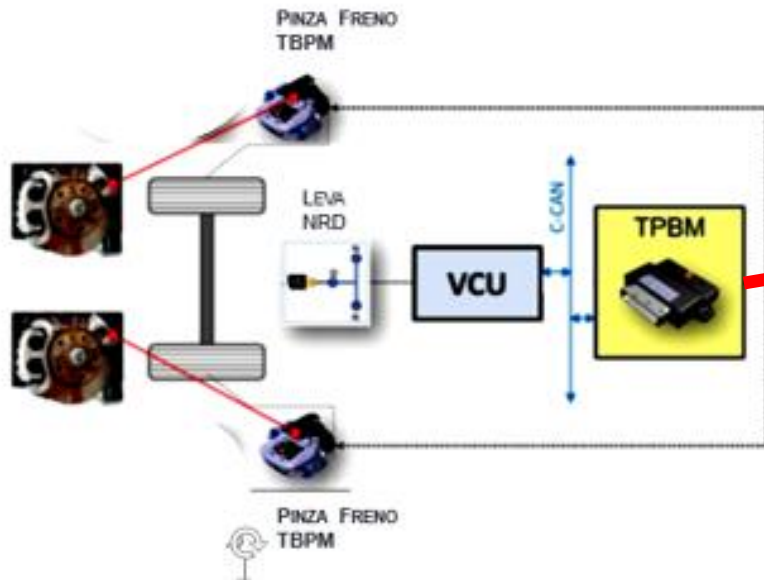 PINZA FRENO
TBPM
LEVA
NRD
C-CAN
TPBM
VCU
PINZA FRENO
TBPM